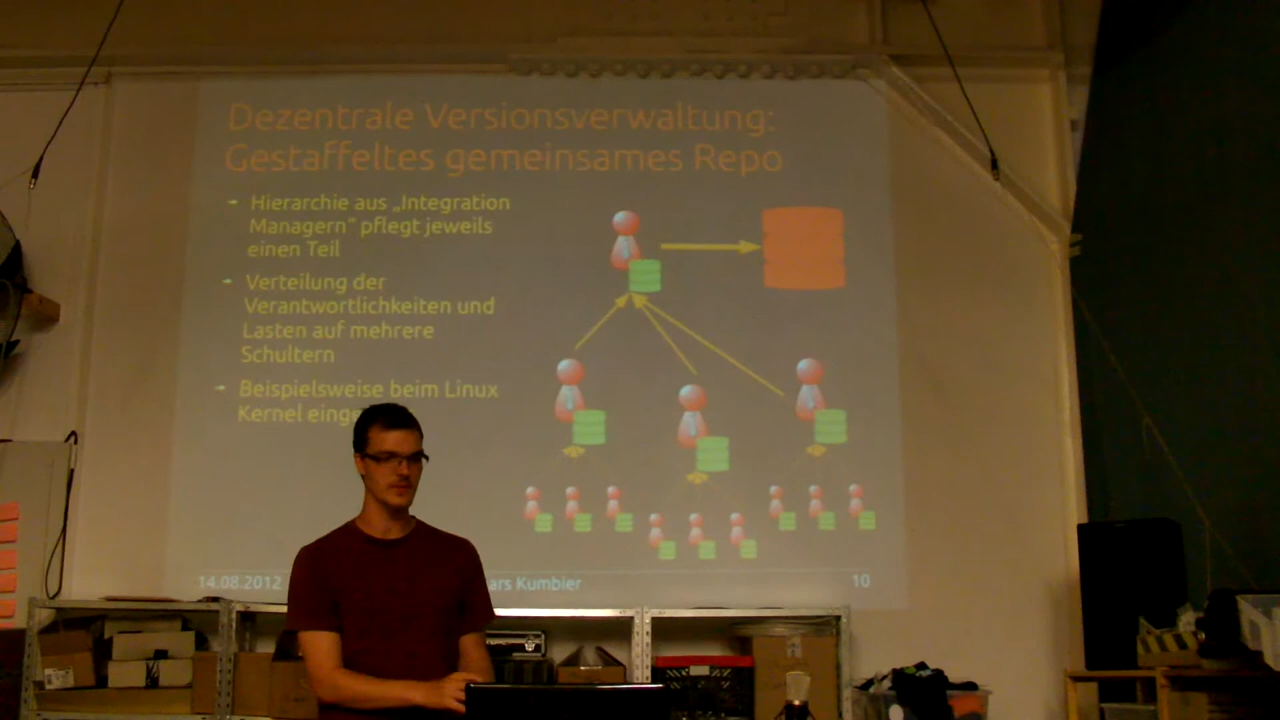 Dezentrale Versionsverwaltung:
Gestaffeltes gemeinsames Repo
Hierarchie aus „Integration
Managern“ pflegt jeweils
einen Teil
Verteilung der
Verantwortlichkeiten und
Lasten auf mehrere
Schultern
Beispielsweise beim Linux
Kernel
14.08.2012
Kumbier
10